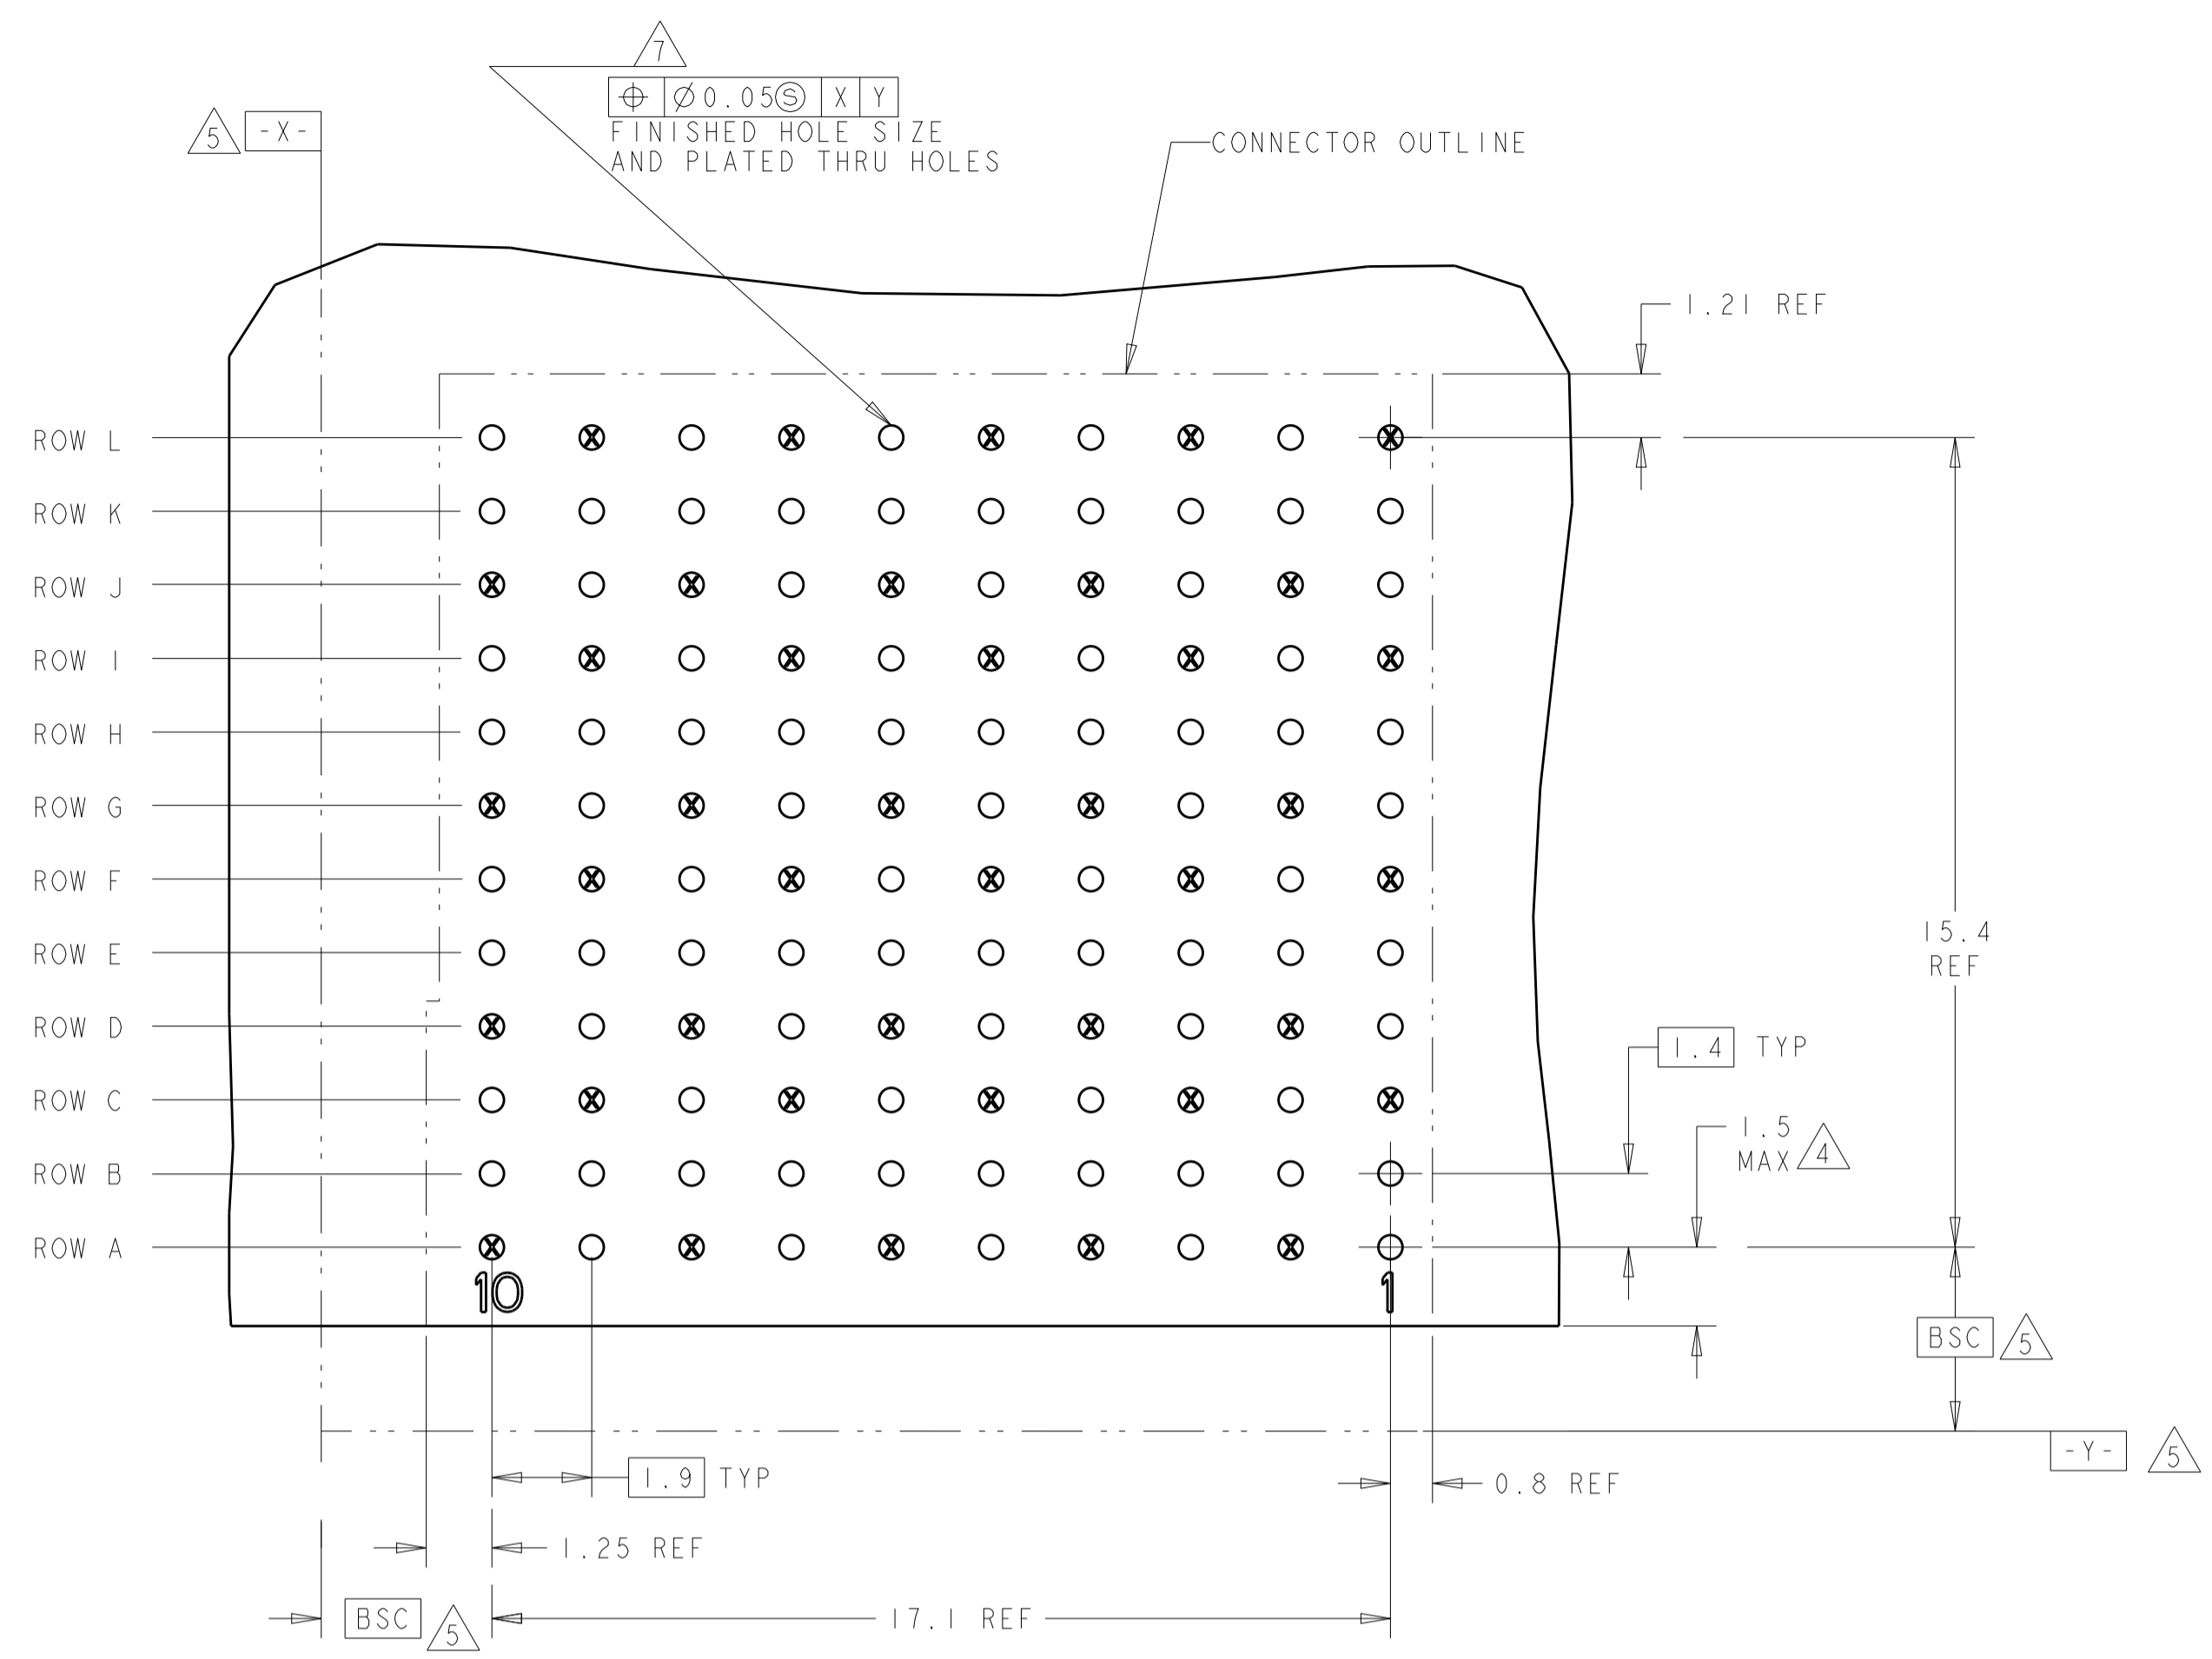 7
⌖ ⌀0.05Ⓢ X Y
FINISHED HOLE SIZE
AND PLATED THRU HOLES
5 -X-
CONNECTOR OUTLINE
1.21 REF
ROW L
ROW K
ROW J
ROW I
ROW H
ROW G
ROW F
ROW E
ROW D
ROW C
ROW B
ROW A
15.4
REF
1.4 TYP
1.5
MAX 4
10
1
BSC 5
-Y- 5
1.9 TYP
0.8 REF
1.25 REF
BSC 5
17.1 REF